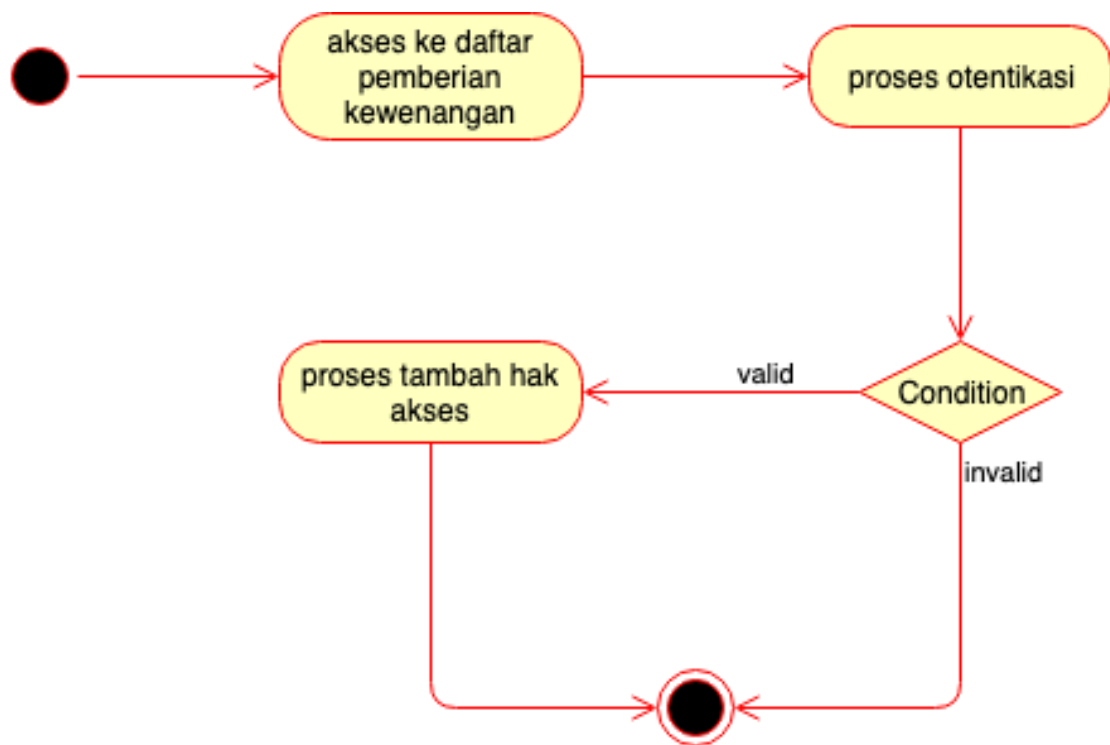 akses ke daftar
pemberian
kewenangan
proses otentikasi
Condition
valid
invalid
proses tambah hak
akses